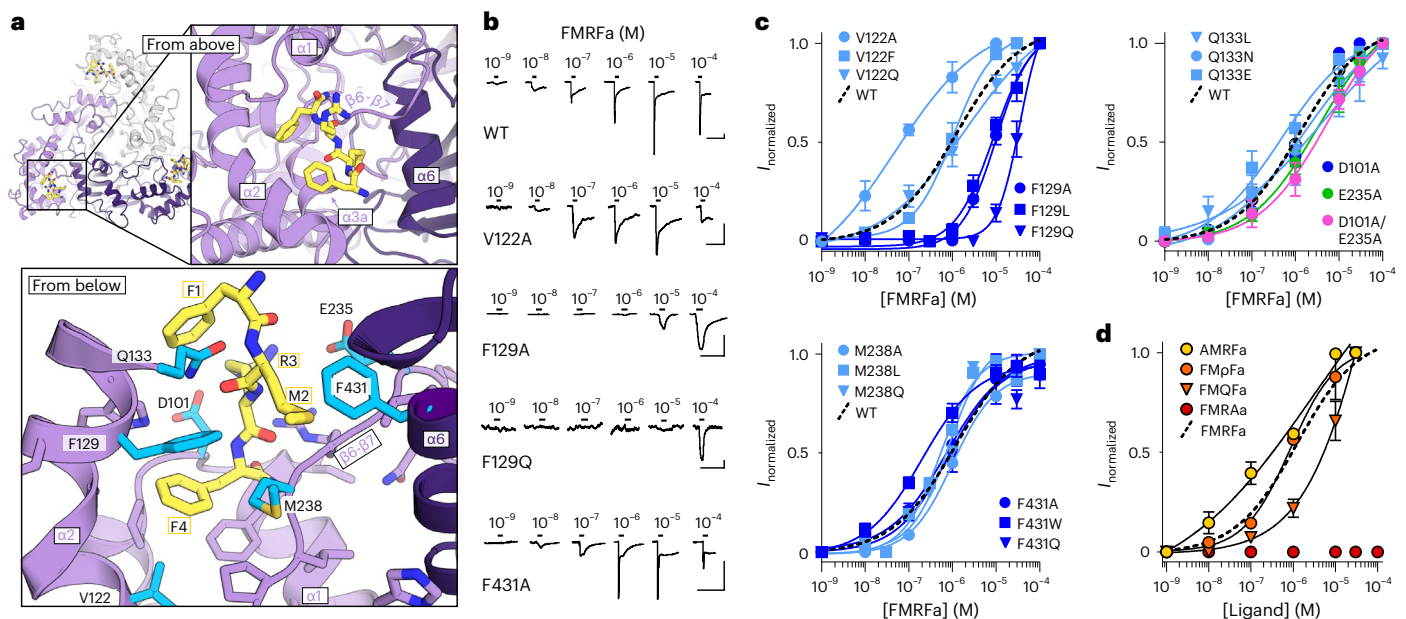 a
From above
α1
β6-β7
α2
α6
α3a
From below
F1
E235
Q133
R3
M2
F431
D101
F129
α6
β6-β7
F4
M238
α2
V122
α1
b
FMRFa (M)
10⁻⁹ 10⁻⁸ 10⁻⁷ 10⁻⁶ 10⁻⁵ 10⁻⁴
WT
10⁻⁹ 10⁻⁸ 10⁻⁷ 10⁻⁶ 10⁻⁵ 10⁻⁴
V122A
10⁻⁹ 10⁻⁸ 10⁻⁷ 10⁻⁶ 10⁻⁵ 10⁻⁴
F129A
10⁻⁹ 10⁻⁸ 10⁻⁷ 10⁻⁶ 10⁻⁵ 10⁻⁴
F129Q
10⁻⁹ 10⁻⁸ 10⁻⁷ 10⁻⁶ 10⁻⁵ 10⁻⁴
F431A
c
1.0
0.5
0
Inormalized
V122A
V122F
V122Q
WT
F129A
F129L
F129Q
10⁻⁹ 10⁻⁸ 10⁻⁷ 10⁻⁶ 10⁻⁵ 10⁻⁴
[FMRFa] (M)
1.0
0.5
0
Inormalized
Q133L
Q133N
Q133E
WT
D101A
E235A
D101A/
E235A
10⁻⁹ 10⁻⁸ 10⁻⁷ 10⁻⁶ 10⁻⁵ 10⁻⁴
[FMRFa] (M)
1.0
0.5
0
Inormalized
M238A
M238L
M238Q
WT
F431A
F431W
F431Q
10⁻⁹ 10⁻⁸ 10⁻⁷ 10⁻⁶ 10⁻⁵ 10⁻⁴
[FMRFa] (M)
d
1.0
0.5
0
Inormalized
AMRFa
FMρFa
FMQFa
FMRAa
FMRFa
10⁻⁹ 10⁻⁸ 10⁻⁷ 10⁻⁶ 10⁻⁵ 10⁻⁴
[Ligand] (M)